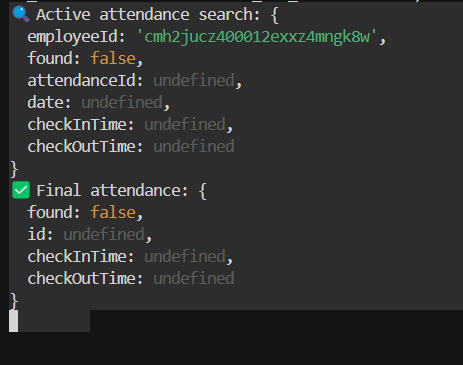 🔍 Active attendance search: {
  employeeId: 'cmh2jucz400012exxz4mngk8w',
  found: false,
  attendanceId: undefined,
  date: undefined,
  checkInTime: undefined,
  checkOutTime: undefined
}
✅ Final attendance: {
  found: false,
  id: undefined,
  checkInTime: undefined,
  checkOutTime: undefined
}